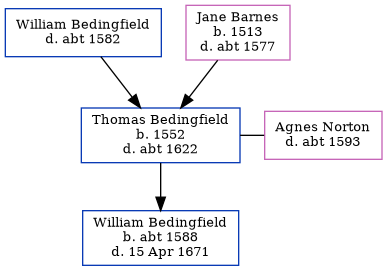 William Bedingfield
d. abt 1582
Jane Barnes
b. 1513
d. abt 1577
Thomas Bedingfield
b. 1552
d. abt 1622
Agnes Norton
d. abt 1593
William Bedingfield
b. abt 1588
d. 15 Apr 1671